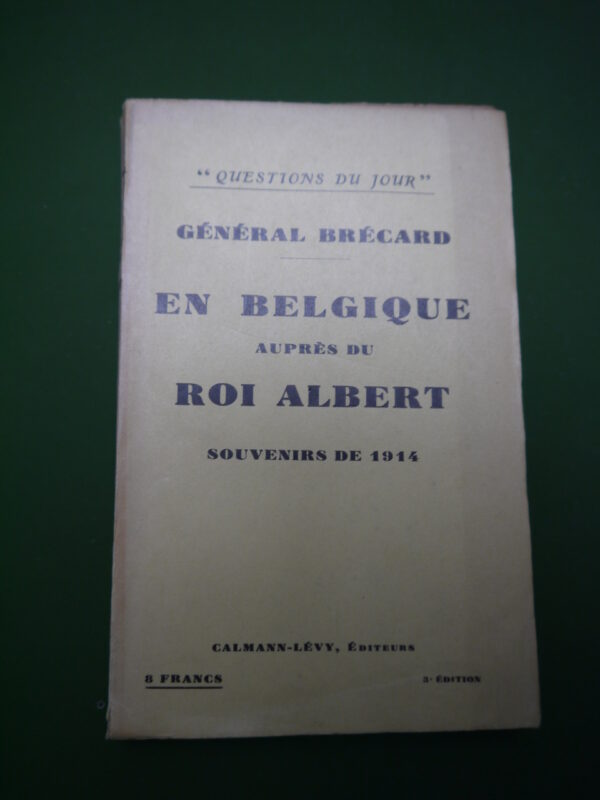 “QUESTIONS DU JOUR”
GÉNÉRAL BRÉCARD
EN BELGIQUE
AUPRÈS DU
ROI ALBERT
SOUVENIRS DE 1914
CALMANN-LÉVY, ÉDITEURS
8 FRANCS
3e ÉDITION